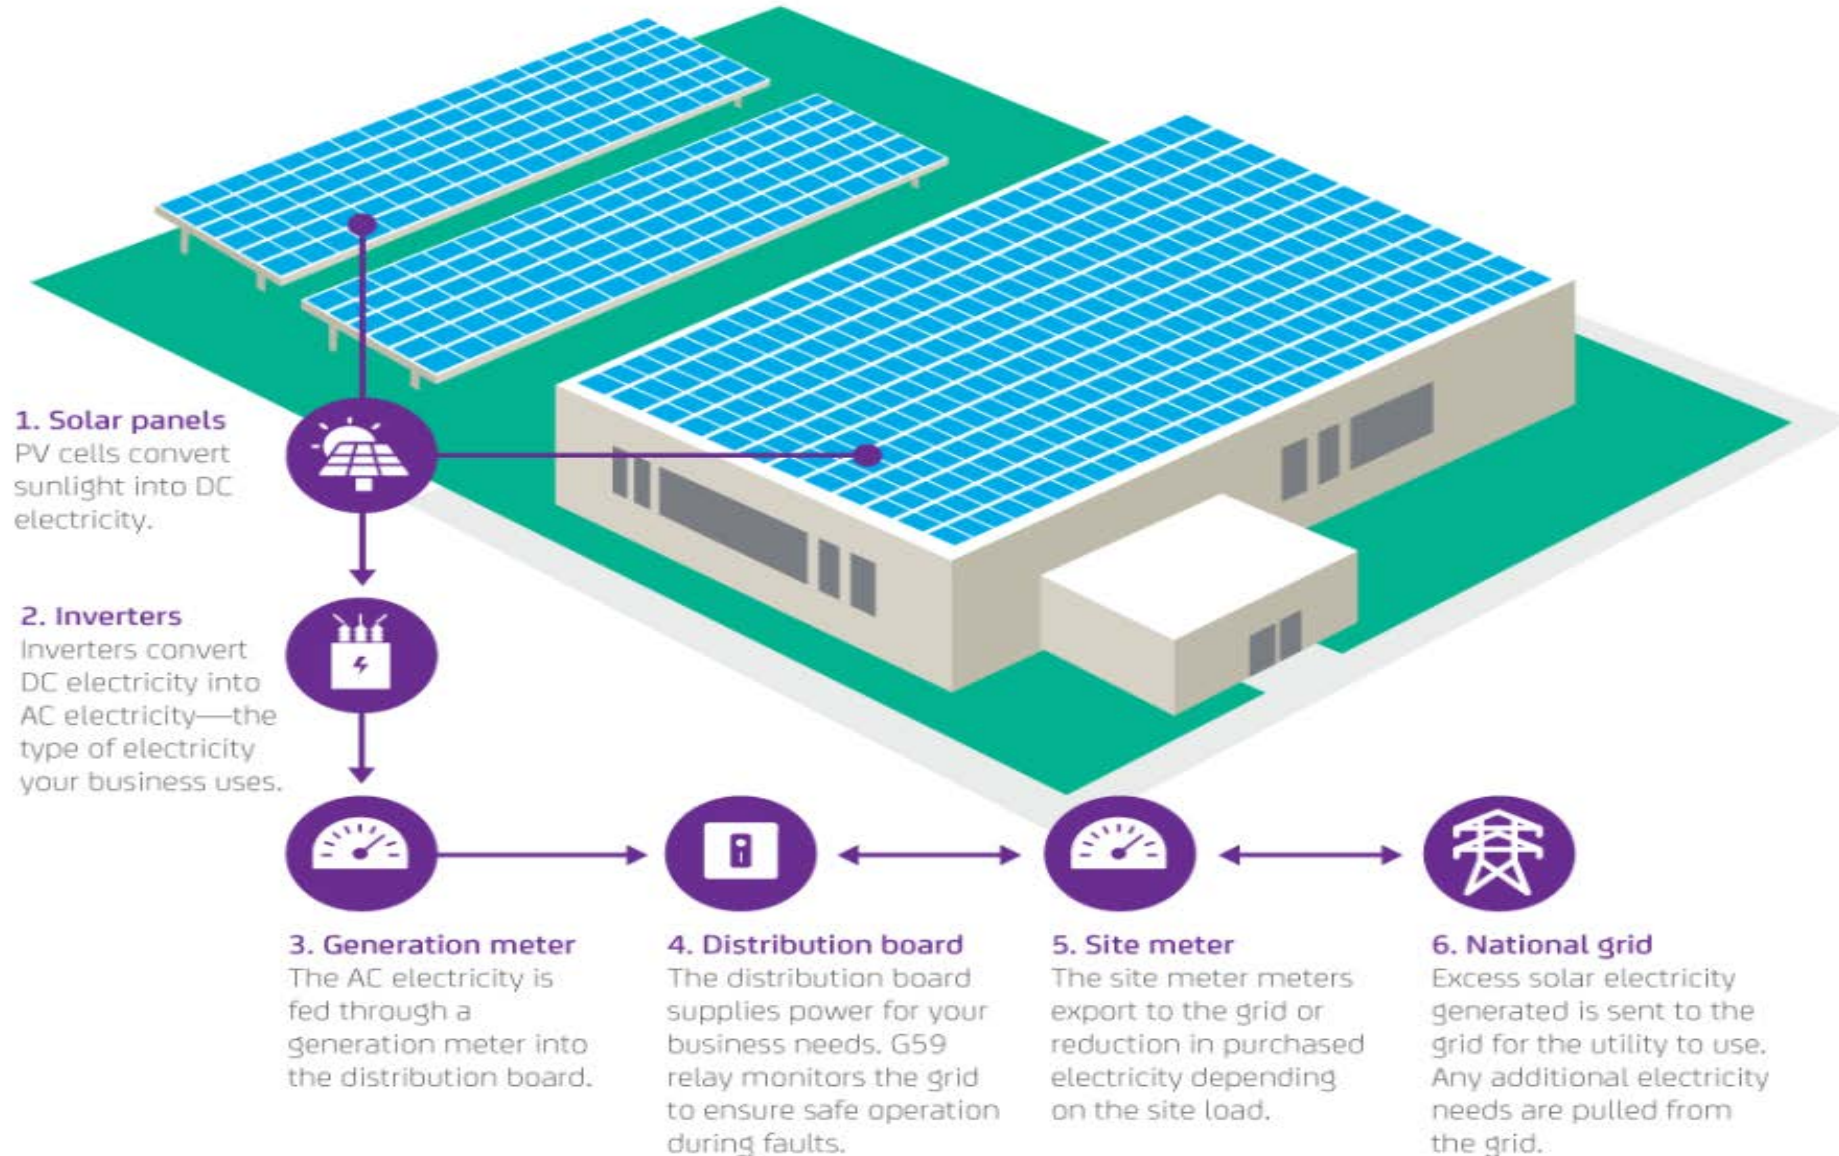 1. Solar panels
PV cells convert
sunlight into DC
electricity.
2. Inverters
Inverters convert
DC electricity into
AC electricity—the
type of electricity
your business uses.
3. Generation meter
The AC electricity is
fed through a
generation meter into
the distribution board.
4. Distribution board
The distribution board
supplies power for your
business needs. G59
relay monitors the grid
to ensure safe operation
during faults.
5. Site meter
The site meter meters
export to the grid or
reduction in purchased
electricity depending
on the site load.
6. National grid
Excess solar electricity
generated is sent to the
grid for the utility to use.
Any additional electricity
needs are pulled from
the grid.